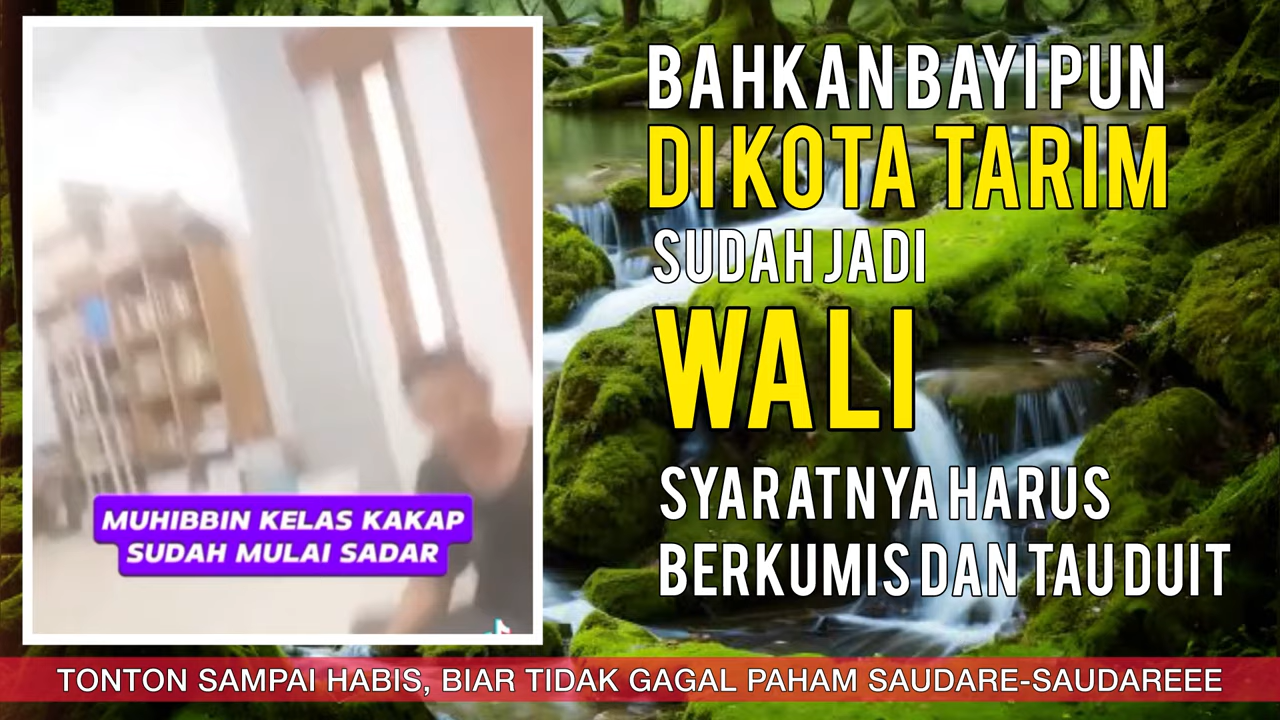 BAHKAN BAYI PUN
DI KOTA TARIM
SUDAH JADI
WALI
SYARATNYA HARUS
BERKUMIS DAN TAU DUIT
MUHIBBIN KELAS KAKAP
SUDAH MULAI SADAR
TONTON SAMPAI HABIS, BIAR TIDAK GAGAL PAHAM SAUDARE-SAUDAREEE